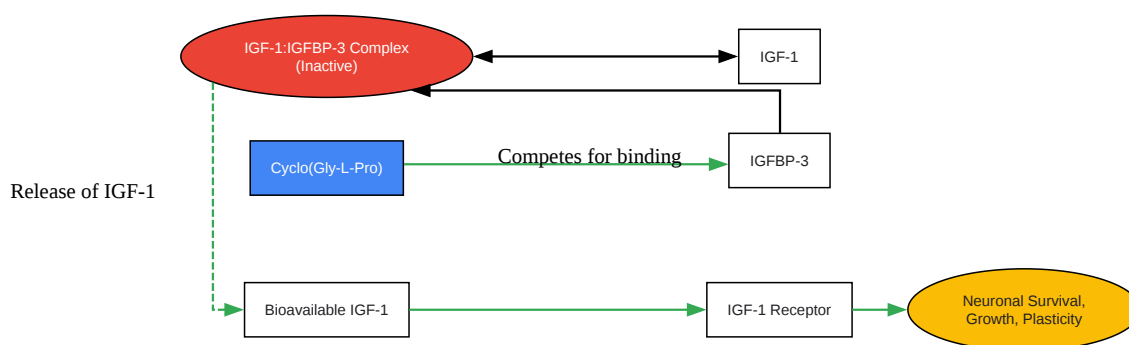 IGF-1:IGFBP-3 Complex
(Inactive)
IGF-1
Cyclo(Gly-L-Pro)
Competes for binding
IGFBP-3
Release of IGF-1
Bioavailable IGF-1
IGF-1 Receptor
Neuronal Survival,
Growth, Plasticity